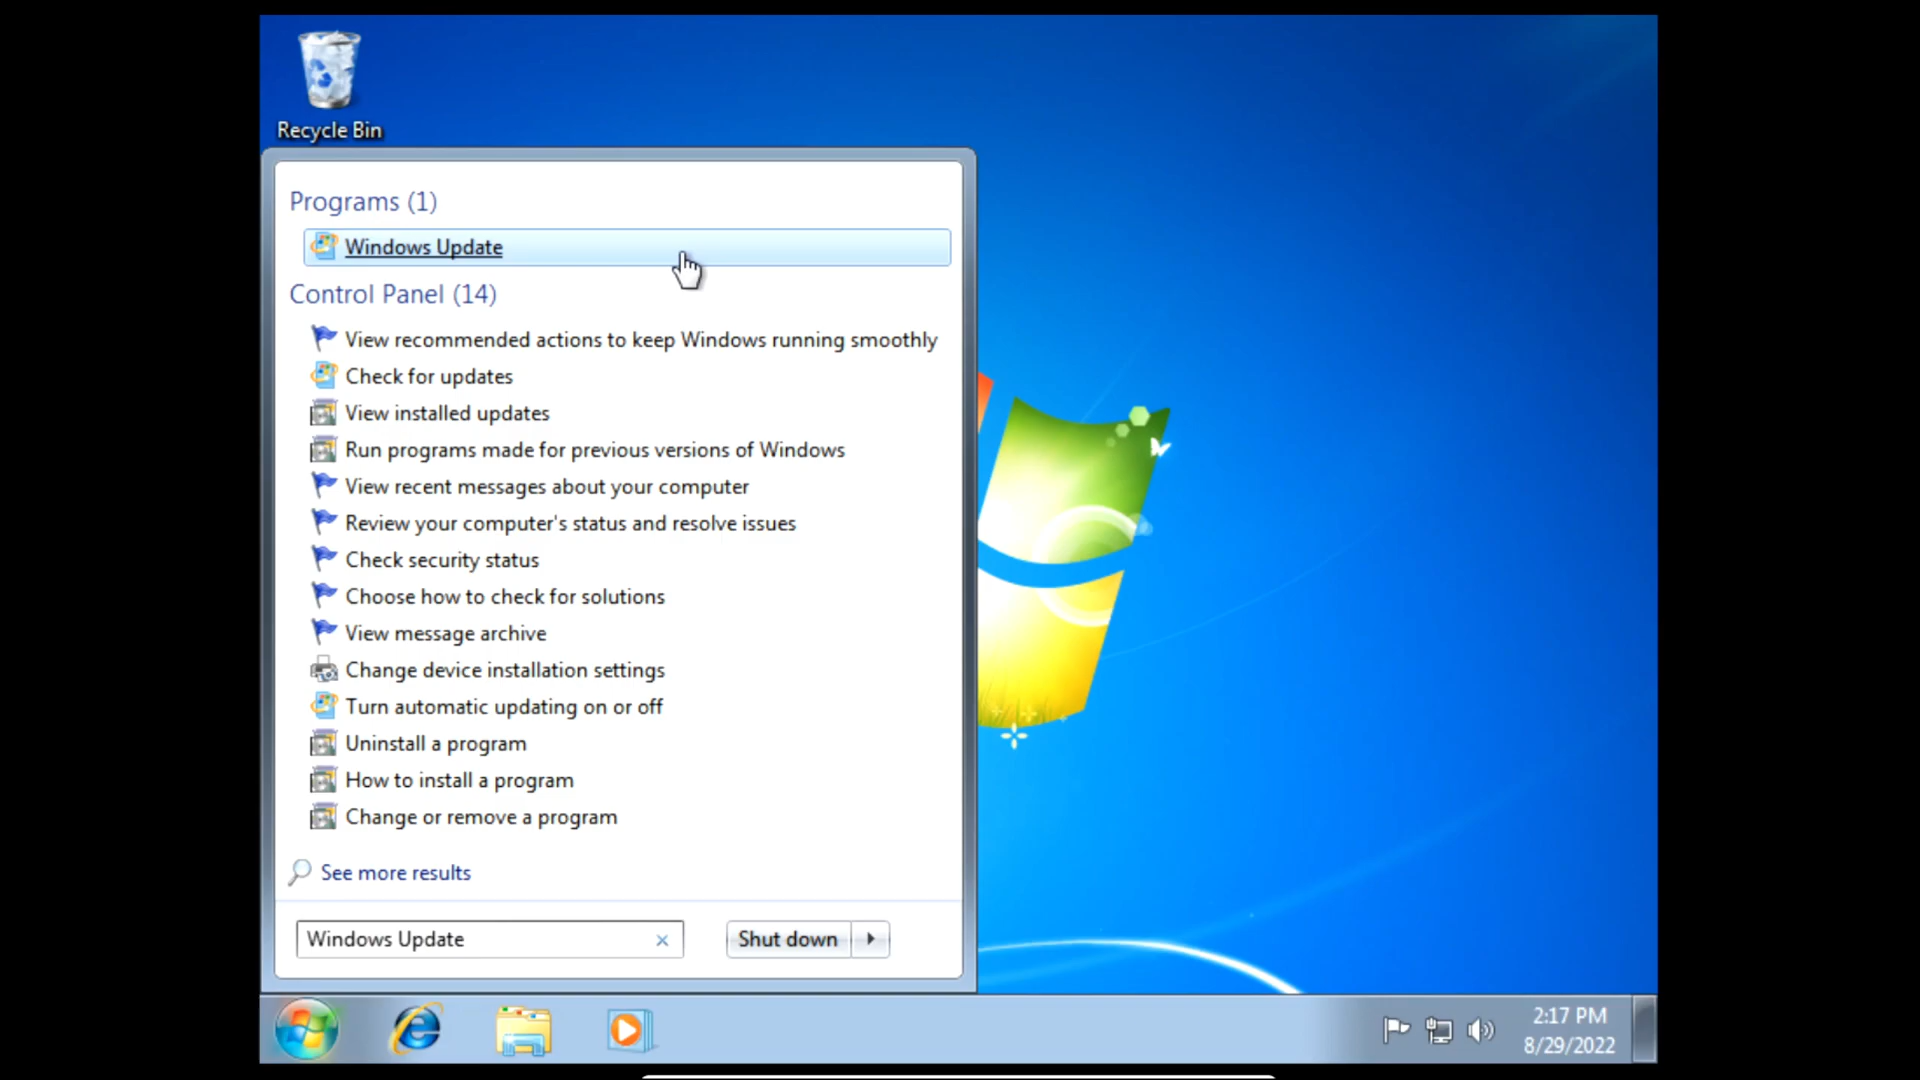 Recycle Bin
Programs (1)
Windows Update
Control Panel (14)
View recommended actions to keep Windows running smoothly
Check for updates
View installed updates
Run programs made for previous versions of Windows
View recent messages about your computer
Review your computer's status and resolve issues
Check security status
Choose how to check for solutions
View message archive
Change device installation settings
Turn automatic updating on or off
Uninstall a program
How to install a program
Change or remove a program
See more results
Windows Update
Shut down
2:17 PM
8/29/2022